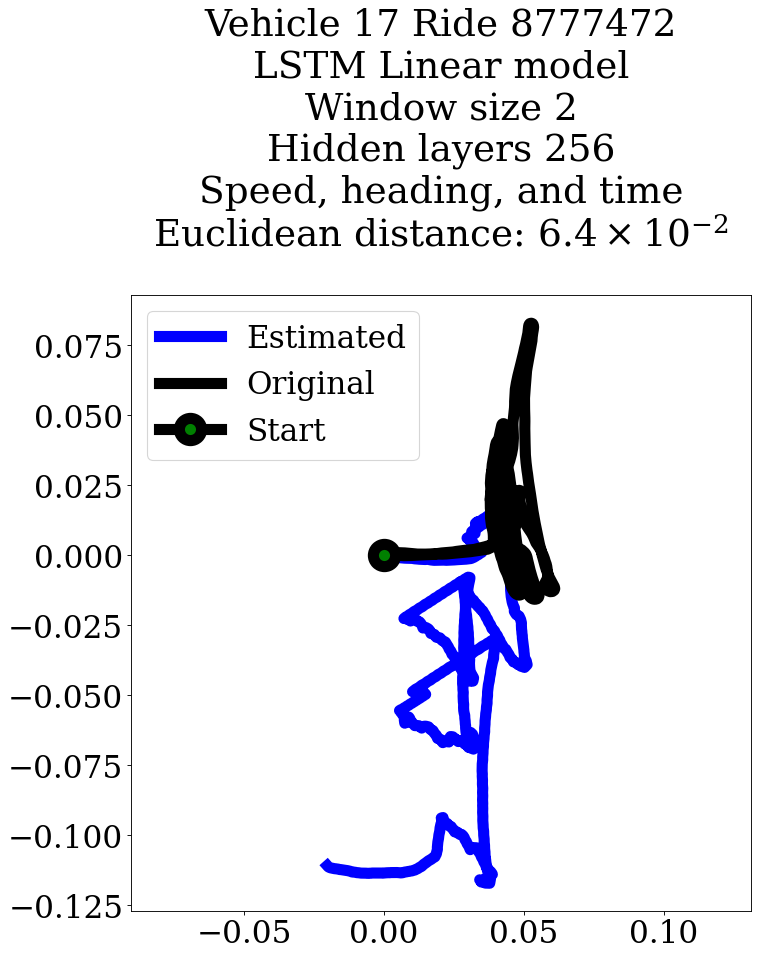 Vehicle 17 Ride 8777472
LSTM Linear model
Window size 2
Hidden layers 256
Speed, heading, and time
Euclidean distance: 6.4 × 10⁻²
Estimated
Original
Start
0.075
0.050
0.025
0.000
−0.025
−0.050
−0.075
−0.100
−0.125
−0.05
0.00
0.05
0.10